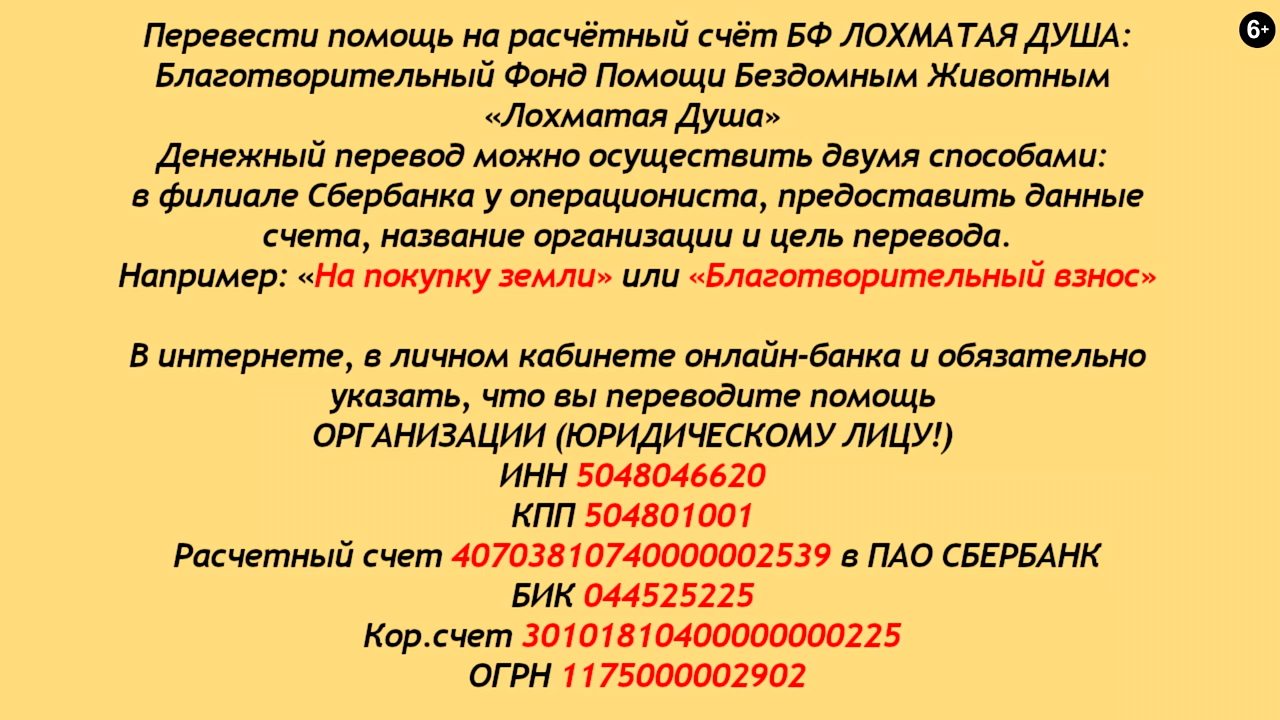 Перевести помощь на расчётный счёт БФ ЛОХМАТАЯ ДУША:
6+
Благотворительный Фонд Помощи Бездомным Животным
«Лохматая Душа»
Денежный перевод можно осуществить двумя способами:
в филиале Сбербанка у операциониста, предоставить данные
счета, название организации и цель перевода.
Например: «На покупку земли» или «Благотворительный взнос»
В интернете, в личном кабинете онлайн-банка и обязательно
указать, что вы переводите помощь
ОРГАНИЗАЦИИ (ЮРИДИЧЕСКОМУ ЛИЦУ!)
ИНН 5048046620
КПП 504801001
Расчетный счет 40703810740000002539 в ПАО СБЕРБАНК
БИК 044525225
Кор.счет 30101810400000000225
ОГРН 1175000002902